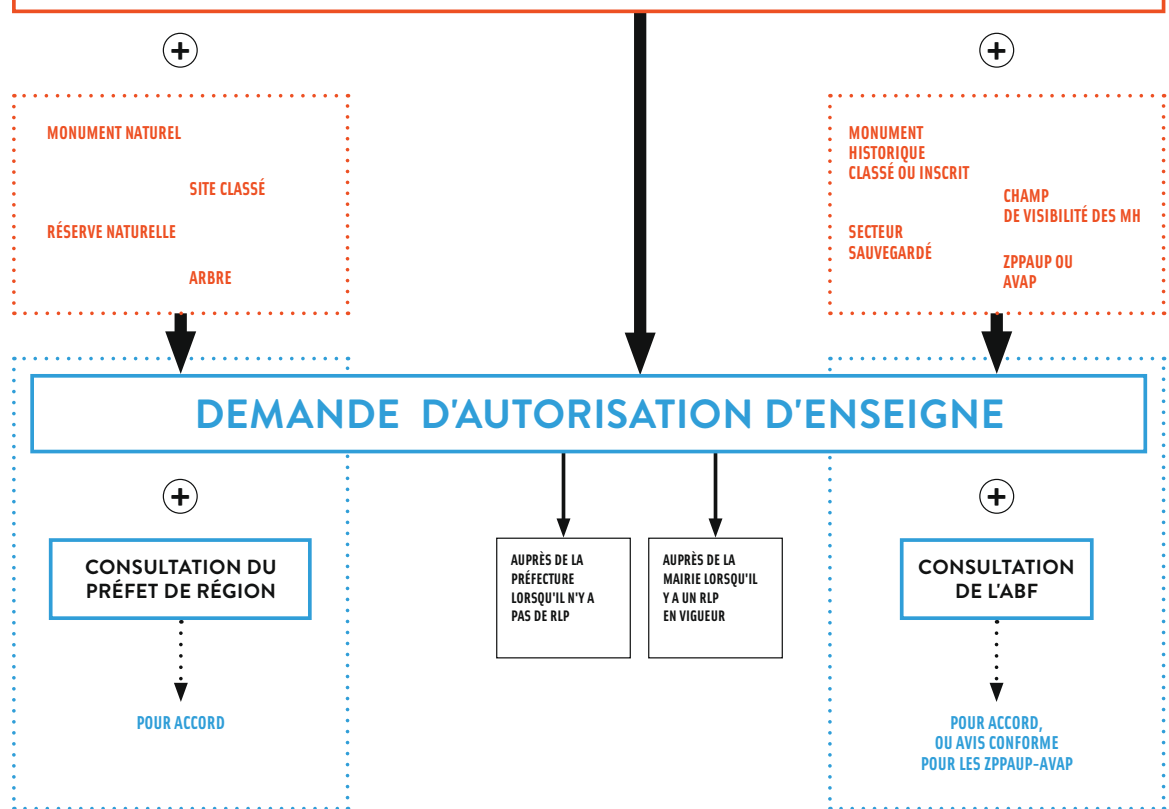 +
+
MONUMENT NATUREL
SITE CLASSÉ
RÉSERVE NATURELLE
ARBRE
MONUMENT
HISTORIQUE
CLASSÉ OU INSCRIT
CHAMP
DE VISIBILITÉ DES MH
SECTEUR
SAUVEGARDÉ
ZPPAUP OU
AVAP
DEMANDE D'AUTORISATION D'ENSEIGNE
+
CONSULTATION DU
PRÉFET DE RÉGION
POUR ACCORD
AUPRÈS DE LA
PRÉFECTURE
LORSQU'IL N'Y A
PAS DE RLP
AUPRÈS DE LA
MAIRIE LORSQU'IL
Y A UN RLP
EN VIGUEUR
+
CONSULTATION
DE L'ABF
POUR ACCORD,
OU AVIS CONFORME
POUR LES ZPPAUP-AVAP